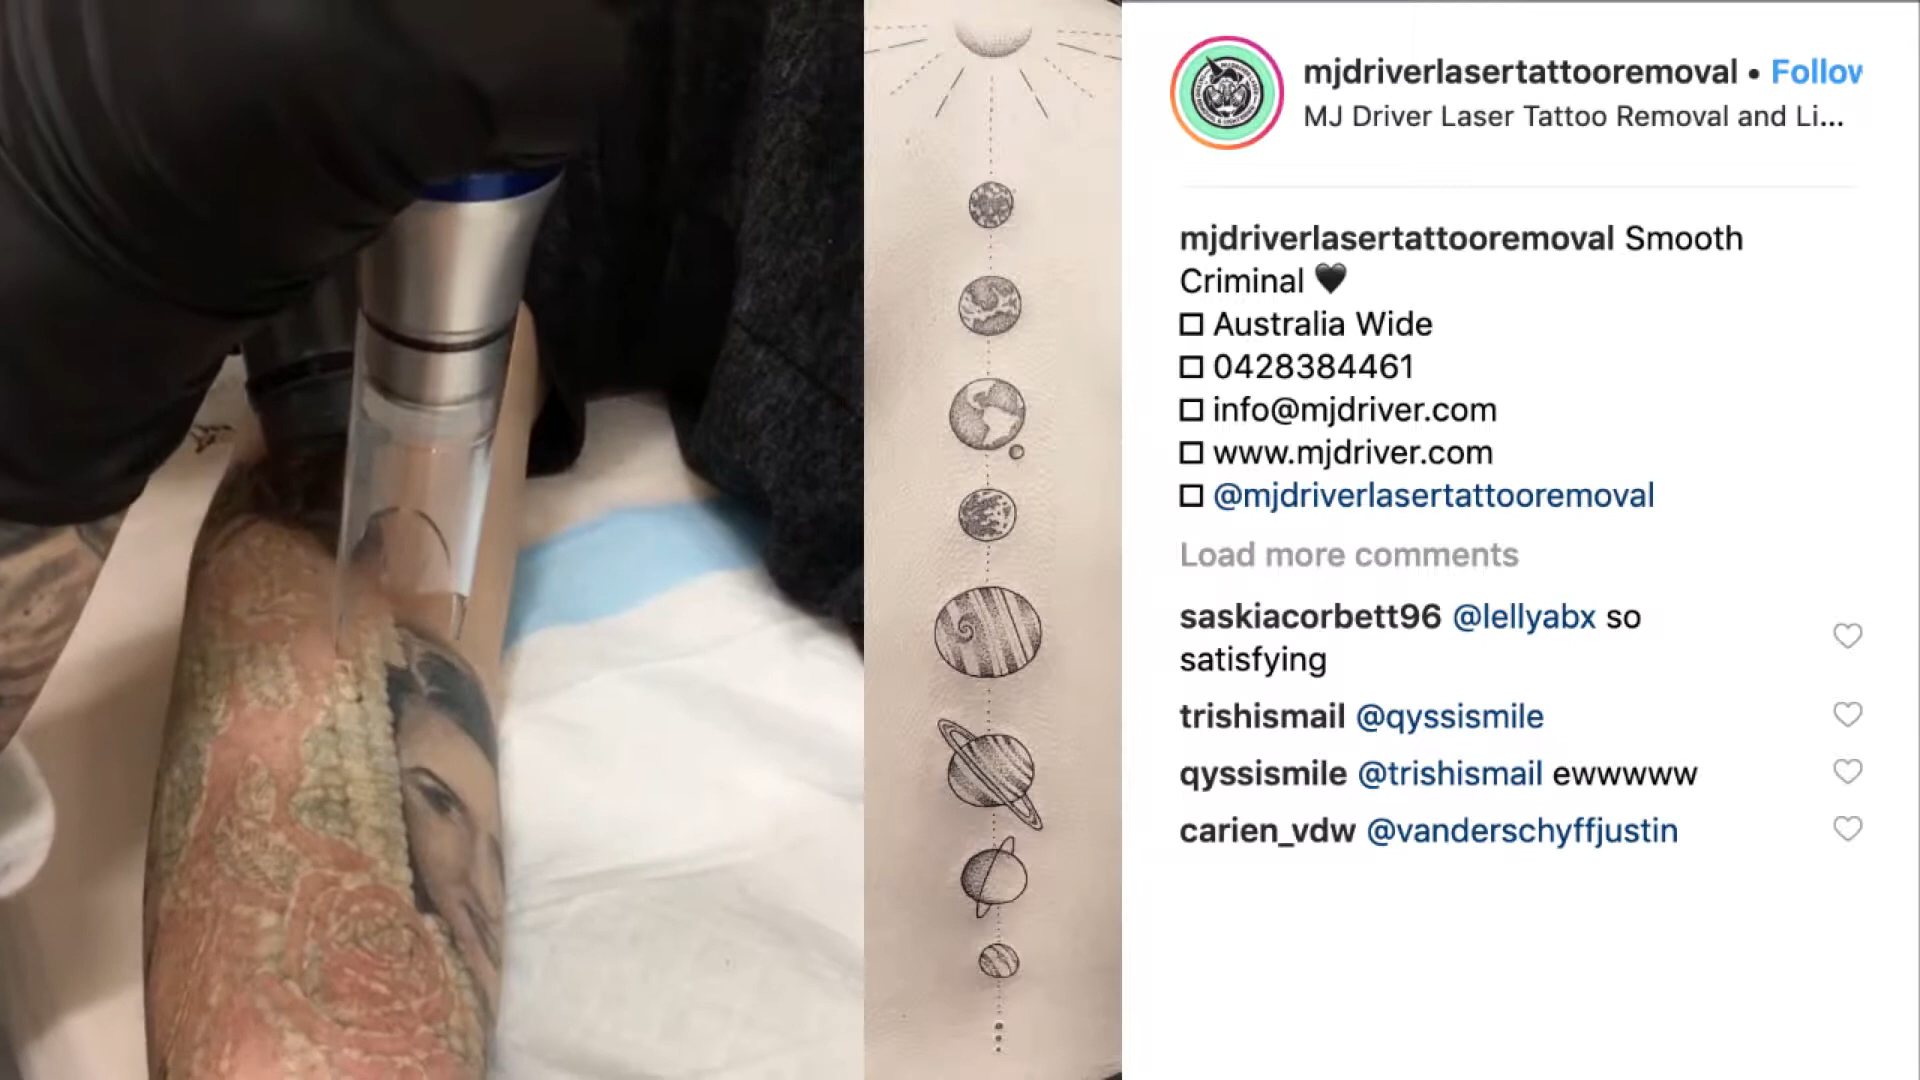 mjdriverlasertattooremoval • Follow
MJ Driver Laser Tattoo Removal and Li...
mjdriverlasertattooremoval Smooth
Criminal 🖤
□ Australia Wide
□ 0428384461
□ info@mjdriver.com
□ www.mjdriver.com
□ @mjdriverlasertattooremoval
Load more comments
saskiacorbett96 @lellyabx so
satisfying
trishismail @qyssismile
qyssismile @trishismail ewwwww
carien_vdw @vanderschyffjustin